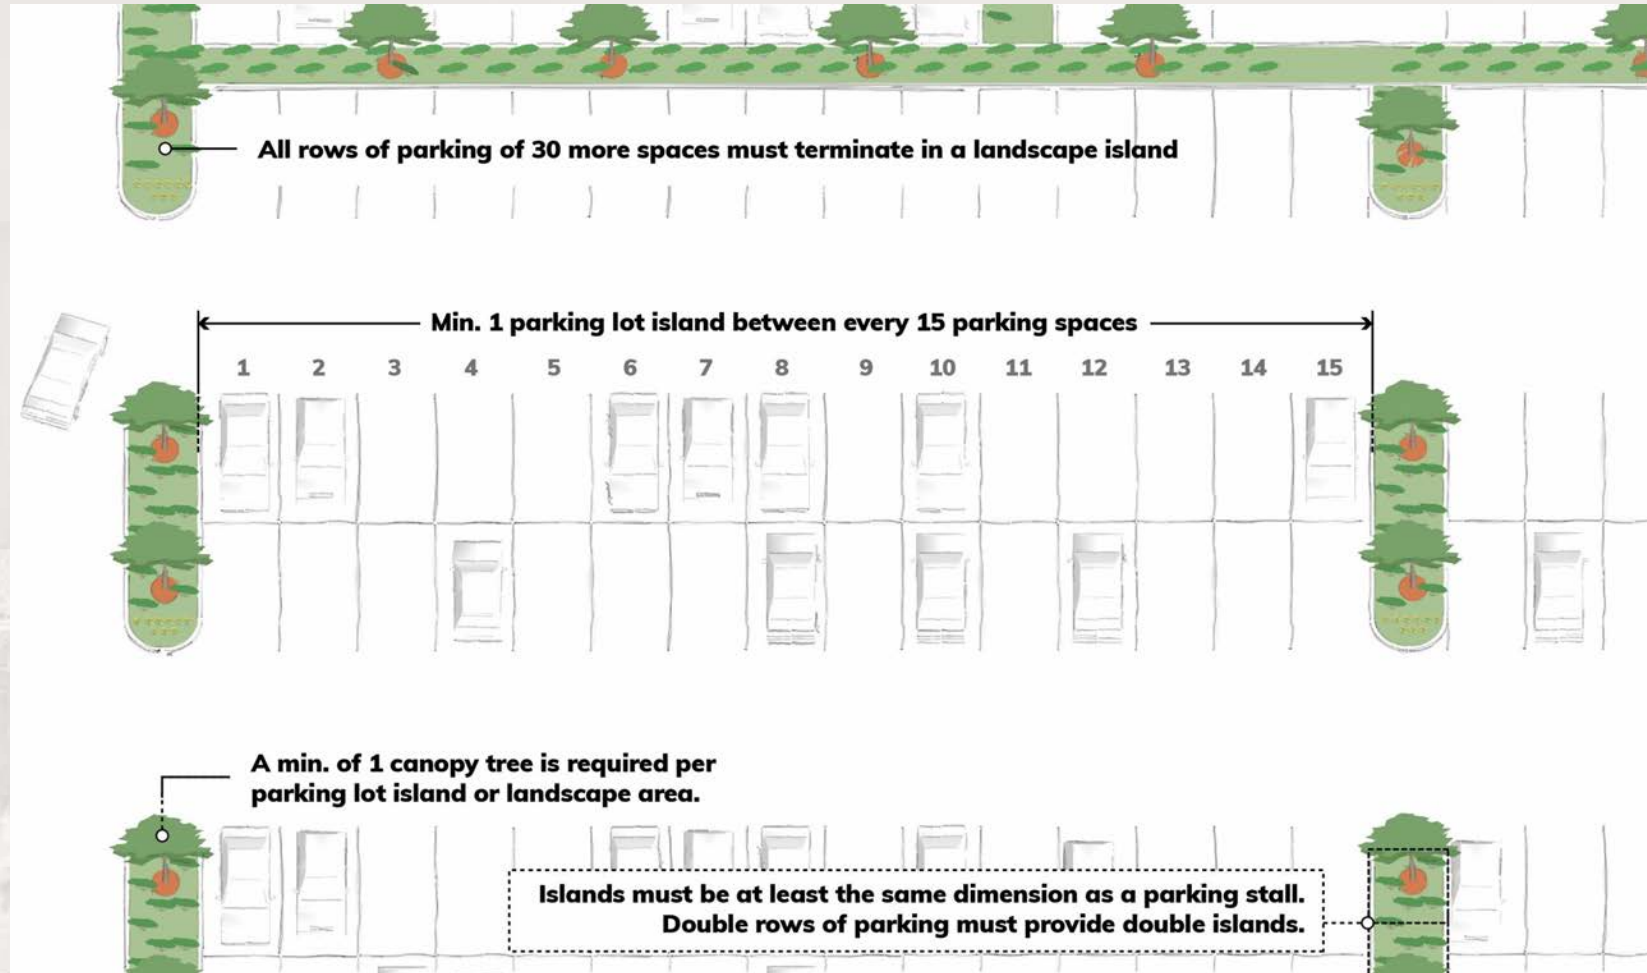 All rows of parking of 30 more spaces must terminate in a landscape island
Min. 1 parking lot island between every 15 parking spaces
1 2 3 4 5 6 7 8 9 10 11 12 13 14 15
A min. of 1 canopy tree is required per
parking lot island or landscape area.
Islands must be at least the same dimension as a parking stall.
Double rows of parking must provide double islands.